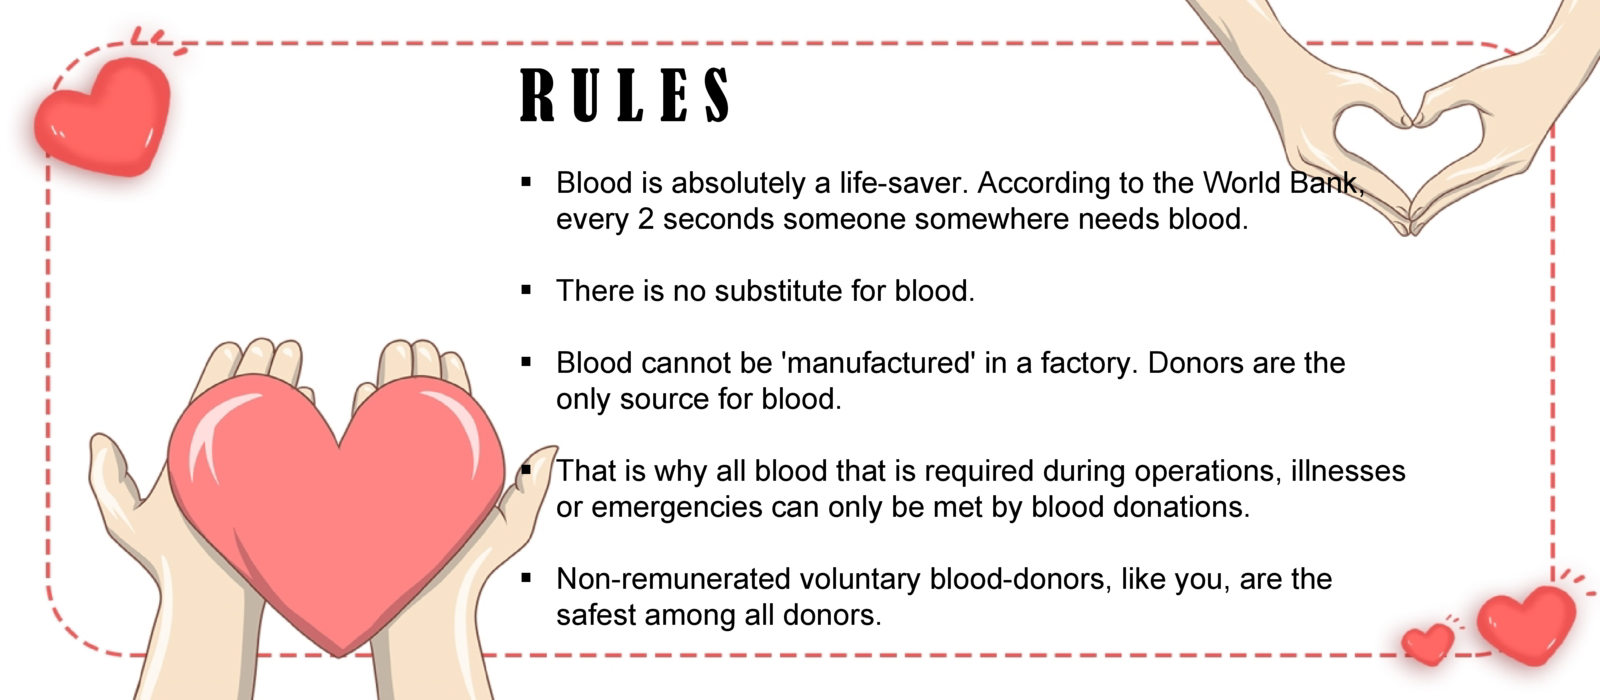 RULES
▪ Blood is absolutely a life-saver. According to the World Bank,
every 2 seconds someone somewhere needs blood.
▪ There is no substitute for blood.
▪ Blood cannot be 'manufactured' in a factory. Donors are the
only source for blood.
▪ That is why all blood that is required during operations, illnesses
or emergencies can only be met by blood donations.
▪ Non-remunerated voluntary blood-donors, like you, are the
safest among all donors.